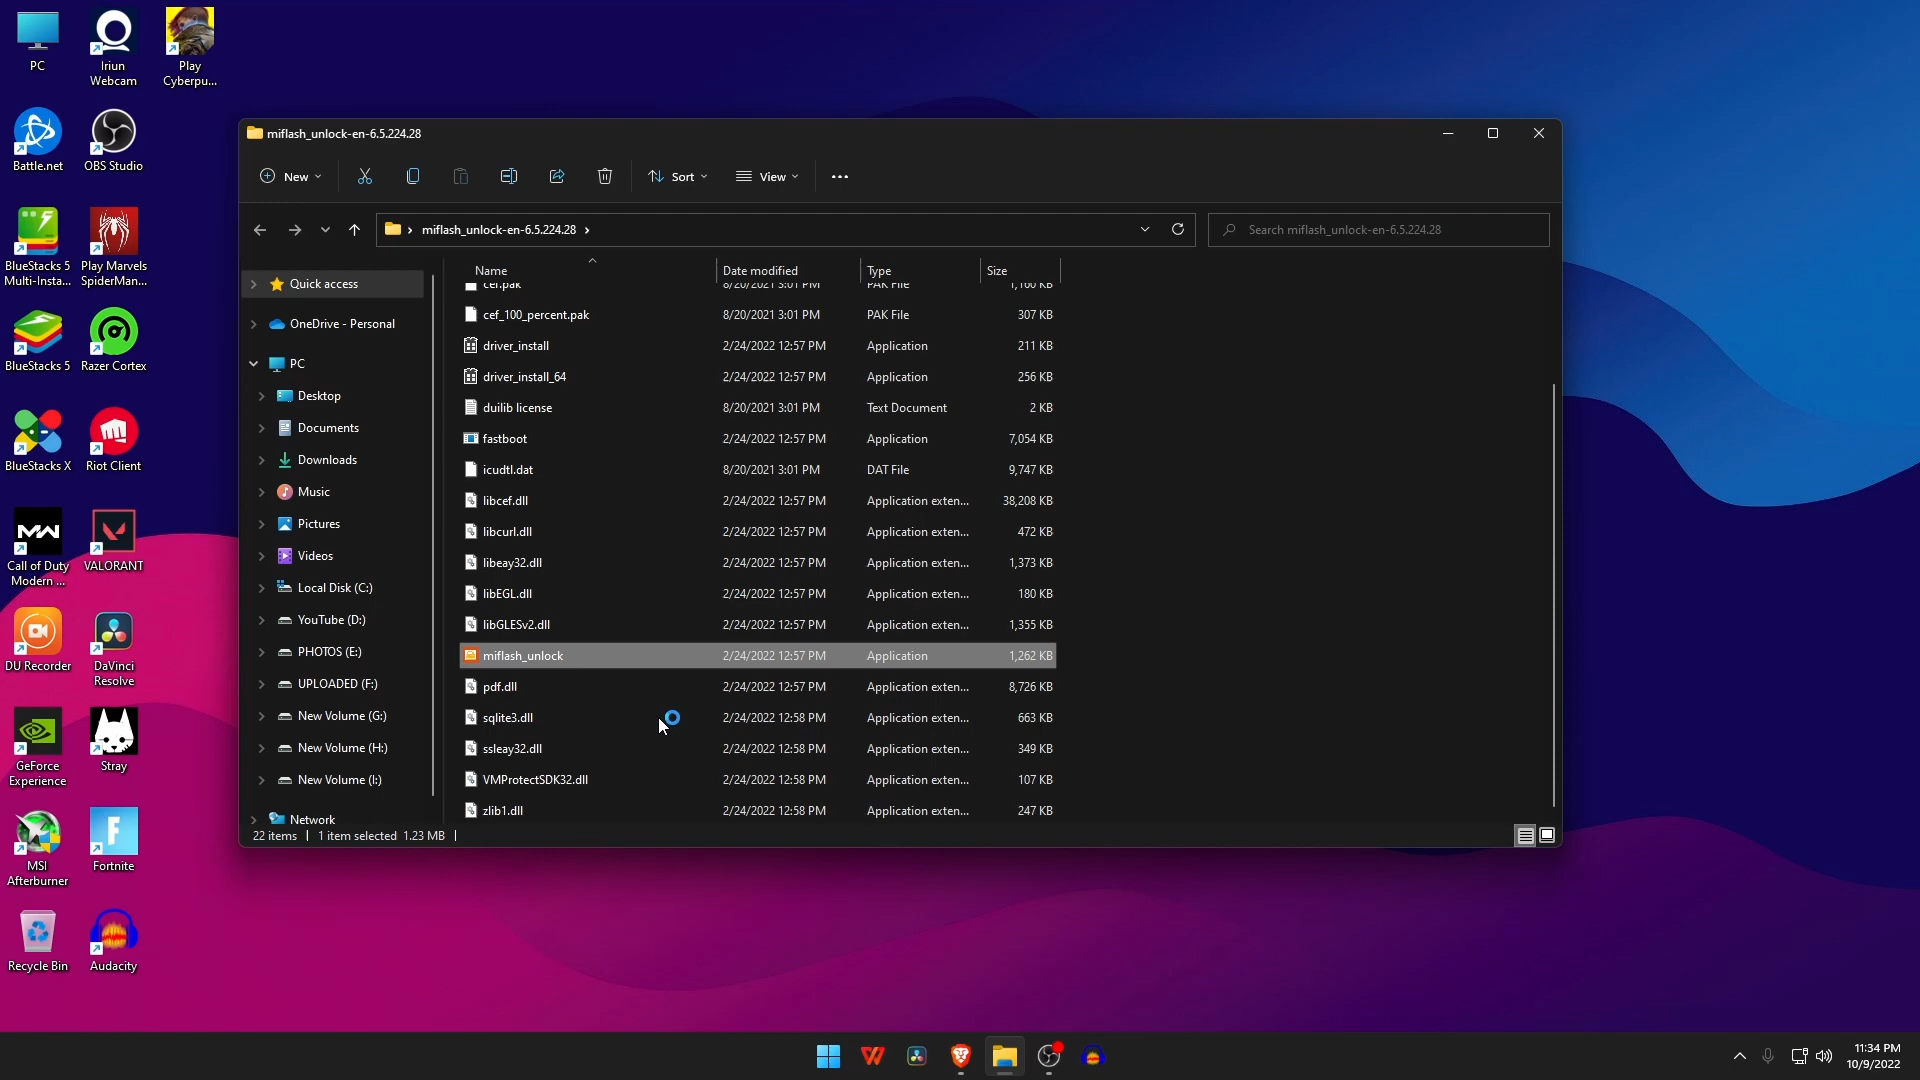 PC
Iriun
Webcam
Play
Cyberpu...
Battle.net
OBS Studio
BlueStacks 5
Multi-Insta...
Play Marvels
SpiderMan...
BlueStacks 5
Razer Cortex
BlueStacks X
Riot Client
Call of Duty
Modern ...
VALORANT
DU Recorder
DaVinci
Resolve
GeForce
Experience
Stray
MSI
Afterburner
Fortnite
Recycle Bin
Audacity
miflash_unlock-en-6.5.224.28
New
Sort
View
miflash_unlock-en-6.5.224.28
Search miflash_unlock-en-6.5.224.28
Quick access
OneDrive - Personal
PC
Desktop
Documents
Downloads
Music
Pictures
Videos
Local Disk (C:)
YouTube (D:)
PHOTOS (E:)
UPLOADED (F:)
New Volume (G:)
New Volume (H:)
New Volume (I:)
Network
Name Date modified Type Size
cef.pak 8/20/2021 3:01 PM PAK File 1,160 KB
cef_100_percent.pak 8/20/2021 3:01 PM PAK File 307 KB
driver_install 2/24/2022 12:57 PM Application 211 KB
driver_install_64 2/24/2022 12:57 PM Application 256 KB
duilib license 8/20/2021 3:01 PM Text Document 2 KB
fastboot 2/24/2022 12:57 PM Application 7,054 KB
icudtl.dat 8/20/2021 3:01 PM DAT File 9,747 KB
libcef.dll 2/24/2022 12:57 PM Application exten... 38,208 KB
libcurl.dll 2/24/2022 12:57 PM Application exten... 472 KB
libeay32.dll 2/24/2022 12:57 PM Application exten... 1,373 KB
libEGL.dll 2/24/2022 12:57 PM Application exten... 180 KB
libGLESv2.dll 2/24/2022 12:57 PM Application exten... 1,355 KB
miflash_unlock 2/24/2022 12:57 PM Application 1,262 KB
pdf.dll 2/24/2022 12:57 PM Application exten... 8,726 KB
sqlite3.dll 2/24/2022 12:58 PM Application exten... 663 KB
ssleay32.dll 2/24/2022 12:58 PM Application exten... 349 KB
VMProtectSDK32.dll 2/24/2022 12:58 PM Application exten... 107 KB
zlib1.dll 2/24/2022 12:58 PM Application exten... 247 KB
22 items 1 item selected 1.23 MB
11:34 PM
10/9/2022